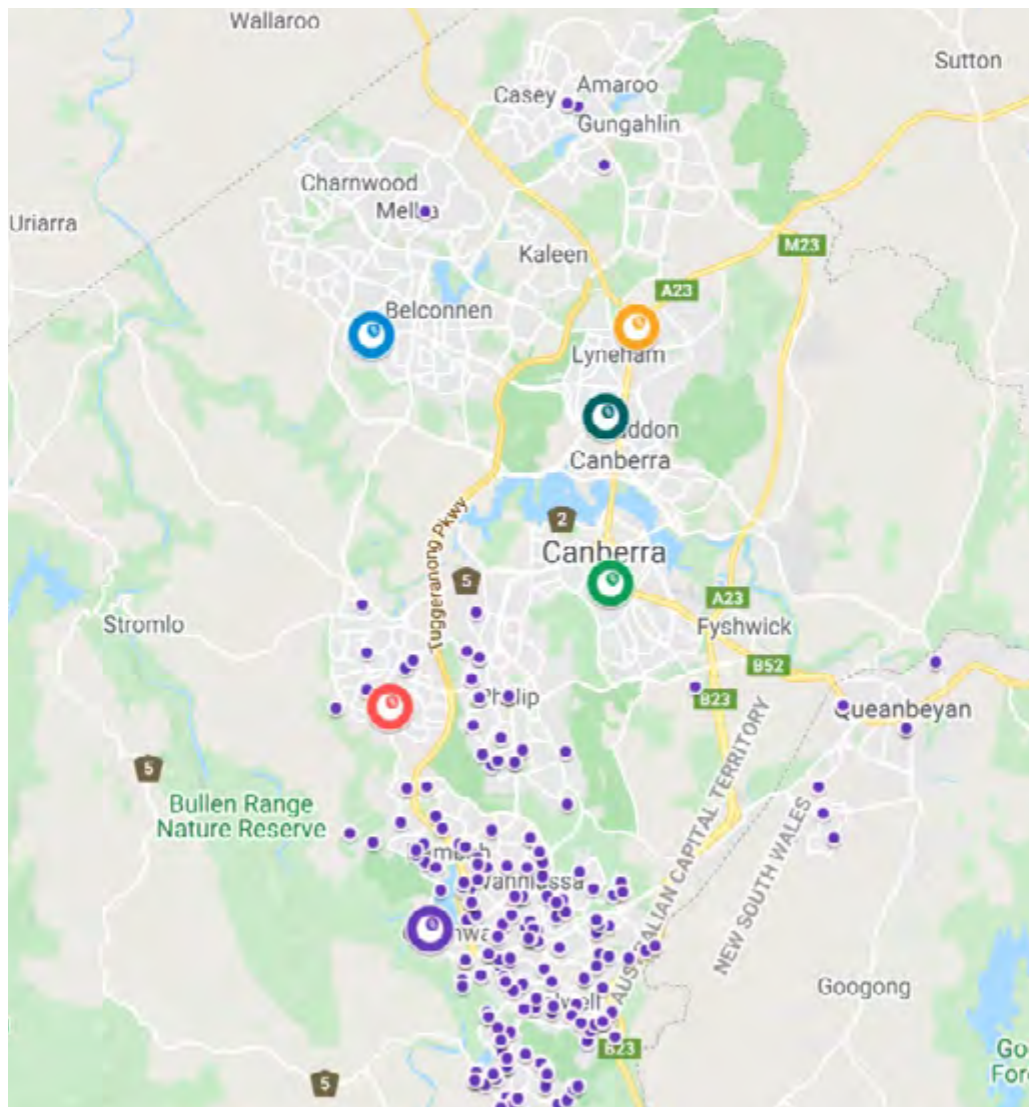 Wallaroo
Sutton
Amaroo
Casey
Gungahlin
Charnwood
Uriarra
M23
Kaleen
A23
Belconnen
Lyneham
Canberra
Tuggeranong Pkwy
2
Canberra
5
A23
Stromlo
Fyshwick
B52
B23
Queanbeyan
5
Bullen Range
Nature Reserve
AUSTRALIAN CAPITAL TERRITORY
NEW SOUTH WALES
Googong
B23
5